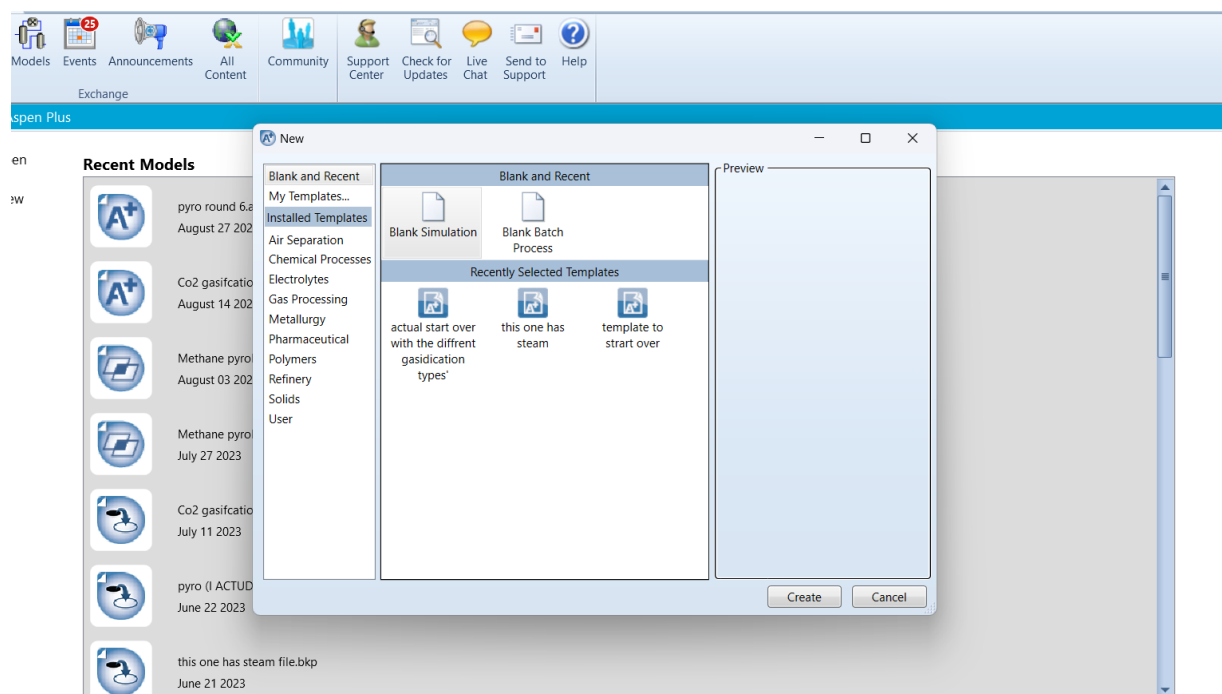 25
Models Events Announcements All Content Community Support Center Check for Updates Live Chat Send to Support Help
Exchange
Aspen Plus
New
Recent Models
pyro round 6.a
August 27 202
Co2 gasifcatio
August 14 202
Methane pyrol
August 03 202
Methane pyrol
July 27 2023
Co2 gasifcatio
July 11 2023
pyro (I ACTUD
June 22 2023
this one has steam file.bkp
June 21 2023
Blank and Recent
My Templates...
Installed Templates
Air Separation
Chemical Processes
Electrolytes
Gas Processing
Metallurgy
Pharmaceutical
Polymers
Refinery
Solids
User
Blank and Recent
Blank Simulation
Blank Batch
Process
Recently Selected Templates
actual start over
with the diffrent
gasidication
types'
this one has
steam
template to
strart over
Preview
Create Cancel